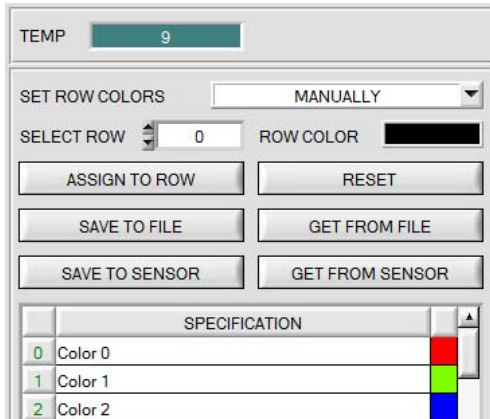 TEMP 9
SET ROW COLORS MANUALLY
SELECT ROW 0 ROW COLOR
ASSIGN TO ROW RESET
SAVE TO FILE GET FROM FILE
SAVE TO SENSOR GET FROM SENSOR
SPECIFICATION
0 Color 0
1 Color 1
2 Color 2